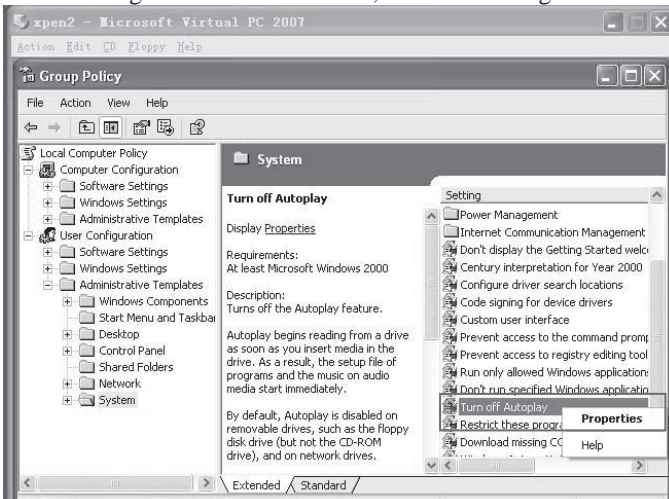 xpen2 - Microsoft Virtual PC 2007
Action Edit CD Floppy Help
Group Policy
File Action View Help
Local Computer Policy
Computer Configuration
Software Settings
Windows Settings
Administrative Templates
User Configuration
Software Settings
Windows Settings
Administrative Templates
Windows Components
Start Menu and Taskbar
Desktop
Control Panel
Shared Folders
Network
System
System
Turn off Autoplay
Display Properties
Requirements:
At least Microsoft Windows 2000
Description:
Turns off the Autoplay feature.
Autoplay begins reading from a drive
as soon as you insert media in the
drive. As a result, the setup file of
programs and the music on audio
media start immediately.
By default, Autoplay is disabled on
removable drives, such as the floppy
disk drive (but not the CD-ROM
drive), and on network drives.
Setting
Power Management
Internet Communication Management
Don't display the Getting Started welc
Century interpretation for Year 2000
Configure driver search locations
Code signing for device drivers
Custom user interface
Prevent access to the command promp
Prevent access to registry editing tool
Run only allowed Windows application
Don't run specified Windows applicatio
Turn off Autoplay
Restrict these progra
Download missing CO
Properties
Help
Extended Standard